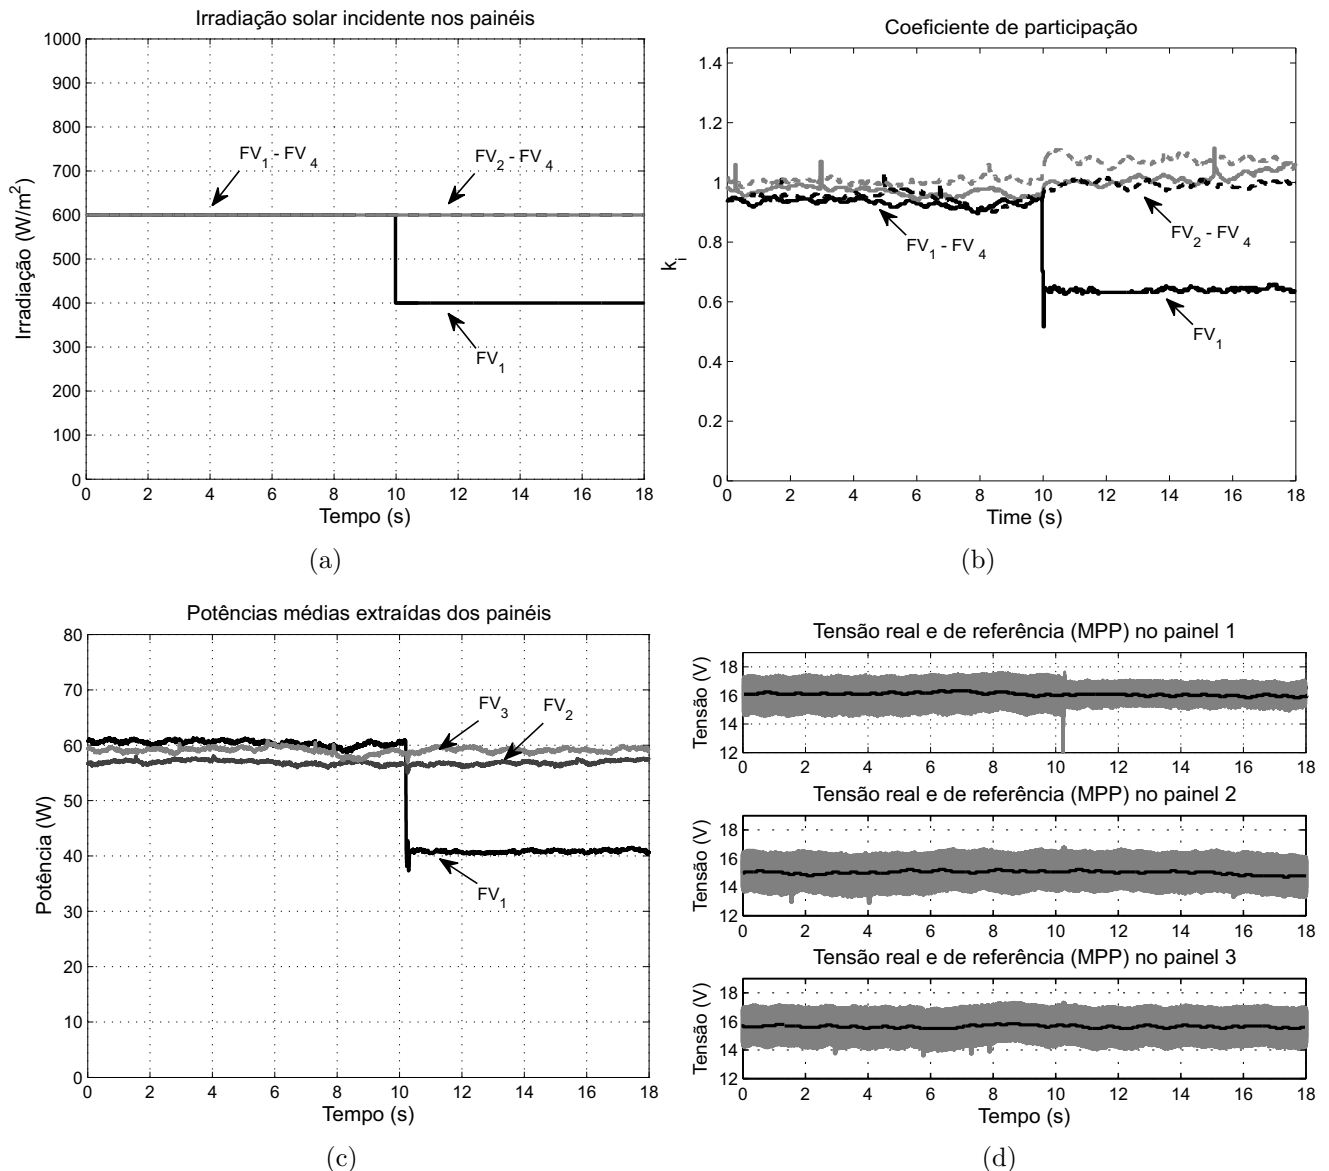 Irradiação solar incidente nos painéis
Irradiação (W/m²)
1000
900
800
700
600
500
400
300
200
100
0
FV₁ - FV₄
FV₂ - FV₄
FV₁
0 2 4 6 8 10 12 14 16 18
Tempo (s)
(a)
Coeficiente de participação
kᵢ
1.4
1.2
1
0.8
0.6
0.4
0.2
0
FV₁ - FV₄
FV₂ - FV₄
FV₁
0 2 4 6 8 10 12 14 16 18
Time (s)
(b)
Potências médias extraídas dos painéis
Potência (W)
80
70
60
50
40
30
20
10
0
FV₃
FV₂
FV₁
0 2 4 6 8 10 12 14 16 18
Tempo (s)
(c)
Tensão real e de referência (MPP) no painel 1
Tensão (V)
18
16
14
12
0 2 4 6 8 10 12 14 16 18
Tensão real e de referência (MPP) no painel 2
Tensão (V)
18
16
14
12
0 2 4 6 8 10 12 14 16 18
Tensão real e de referência (MPP) no painel 3
Tensão (V)
18
16
14
12
0 2 4 6 8 10 12 14 16 18
Tempo (s)
(d)